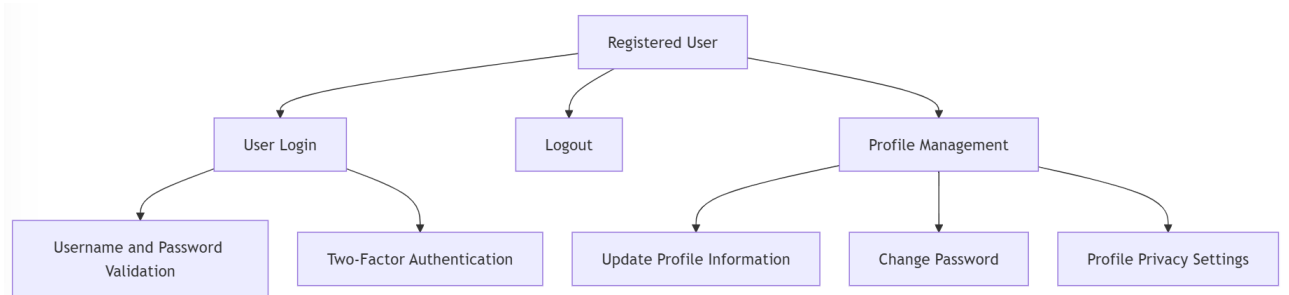 Registered User
User Login
Logout
Profile Management
Username and Password
Validation
Two-Factor Authentication
Update Profile Information
Change Password
Profile Privacy Settings